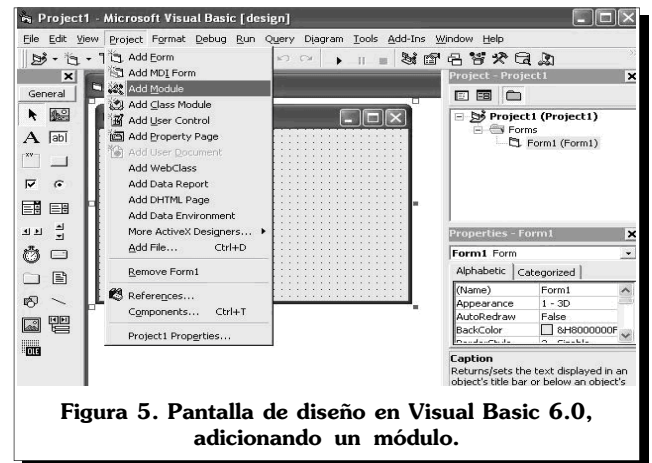 Project1 - Microsoft Visual Basic [design]
File Edit View Project Format Debug Run Query Diagram Tools Add-Ins Window Help
General
A
abl
OLE
Add Form
Add MDI Form
Add Module
Add Class Module
Add User Control
Add Property Page
Add User Document
Add WebClass
Add Data Report
Add DHTML Page
Add Data Environment
More ActiveX Designers...
Add File... Ctrl+D
Remove Form1
References...
Components... Ctrl+T
Project1 Properties...
Project - Project1
Project1 (Project1)
Forms
Form1 (Form1)
Properties - Form1
Form1 Form
Alphabetic Categorized
(Name) Form1
Appearance 1 - 3D
AutoRedraw False
BackColor &H8000000F
Caption
Returns/sets the text displayed in an
object's title bar or below an object's
Figura 5. Pantalla de diseño en Visual Basic 6.0,
adicionando un módulo.